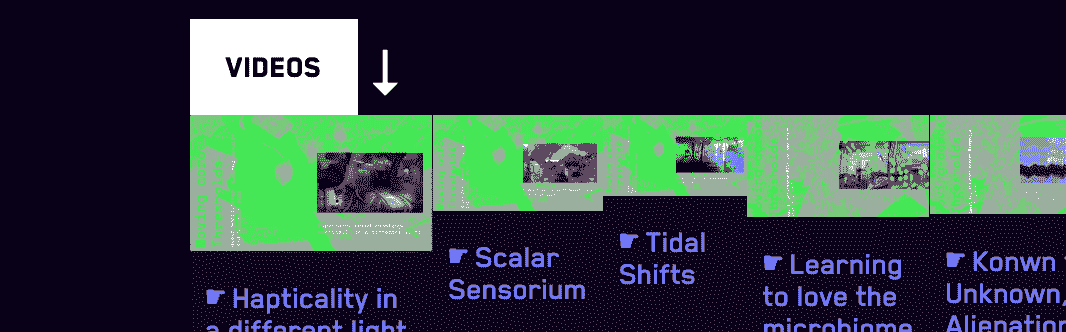 VIDEOS ↓
☛ Hapticality in
a different light
☛ Scalar
Sensorium
☛ Tidal
Shifts
☛ Learning
to love the
microbiome
☛ Konwn
Unknown,
Alienation